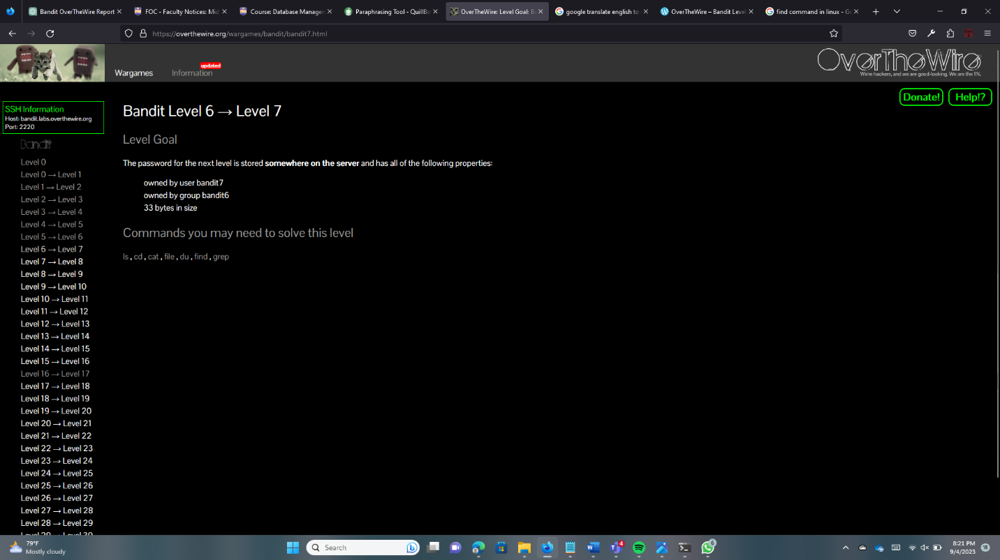 Bandit OverTheWire Report
FOC - Faculty Notices: Mid
Course: Database Managem
Paraphrasing Tool - QuillBo
OverTheWire: Level Goal: Ba
google translate english to s
OverTheWire – Bandit Level
find command in linux - Go
https://overthewire.org/wargames/bandit/bandit7.html
Wargames
Information
updated
OverTheWire
We're hackers, and we are good-looking. We are the 1%.
Donate!
Help!?
SSH Information
Host: bandit.labs.overthewire.org
Port: 2220
Bandit
Level 0
Level 0 → Level 1
Level 1 → Level 2
Level 2 → Level 3
Level 3 → Level 4
Level 4 → Level 5
Level 5 → Level 6
Level 6 → Level 7
Level 7 → Level 8
Level 8 → Level 9
Level 9 → Level 10
Level 10 → Level 11
Level 11 → Level 12
Level 12 → Level 13
Level 13 → Level 14
Level 14 → Level 15
Level 15 → Level 16
Level 16 → Level 17
Level 17 → Level 18
Level 18 → Level 19
Level 19 → Level 20
Level 20 → Level 21
Level 21 → Level 22
Level 22 → Level 23
Level 23 → Level 24
Level 24 → Level 25
Level 25 → Level 26
Level 26 → Level 27
Level 27 → Level 28
Level 28 → Level 29
Level 29 → Level 30
Bandit Level 6 → Level 7
Level Goal
The password for the next level is stored somewhere on the server and has all of the following properties:
owned by user bandit7
owned by group bandit6
33 bytes in size
Commands you may need to solve this level
ls , cd , cat , file , du , find , grep
79°F
Mostly cloudy
Search
4
6
8:21 PM
9/4/2023
18